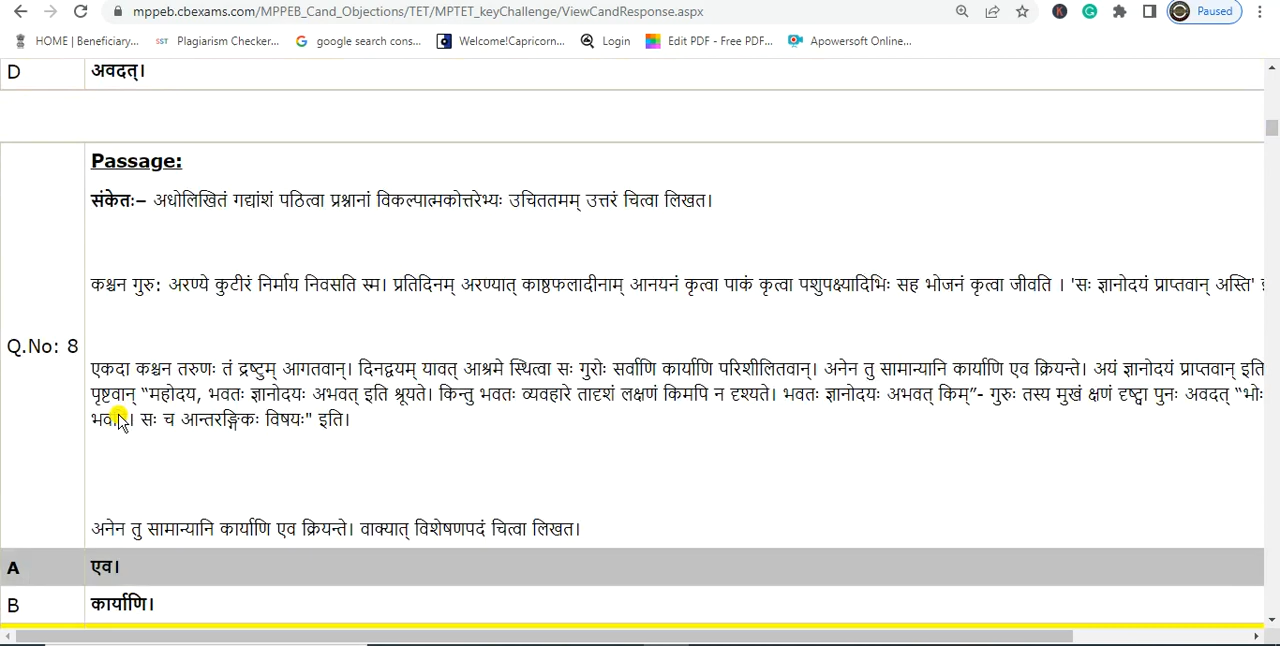 mppeb.cbexams.com/MPPEB_Cand_Objections/TET/MPTET_keyChallenge/ViewCandResponse.aspx
Paused
HOME | Beneficiary...
SST Plagiarism Checker...
google search cons...
Welcome!Capricorn...
Login
Edit PDF - Free PDF...
Apowersoft Online...
D अवदत्।
Passage:
संकेतः– अधोलिखितं गद्यांशं पठित्वा प्रश्नानां विकल्पात्मकोत्तरेभ्यः उचिततमम् उत्तरं चित्वा लिखत।
कश्चन गुरु: अरण्ये कुटीरं निर्माय निवसति स्म। प्रतिदिनम् अरण्यात् काष्ठफलादीनाम् आनयनं कृत्वा पाकं कृत्वा पशुपक्ष्यादिभिः सह भोजनं कृत्वा जीवति । 'सः ज्ञानोदयं प्राप्तवान् अस्ति'
Q.No: 8
एकदा कश्चन तरुणः तं द्रष्टुम् आगतवान्। दिनद्वयम् यावत् आश्रमे स्थित्वा सः गुरोः सर्वाणि कार्याणि परिशीलितवान्। अनेन तु सामान्यानि कार्याणि एव क्रियन्ते। अयं ज्ञानोदयं प्राप्तवान् इति
पृष्टवान् “महोदय, भवतः ज्ञानोदयः अभवत् इति श्रूयते। किन्तु भवतः व्यवहारे तादृशं लक्षणं किमपि न दृश्यते। भवतः ज्ञानोदयः अभवत् किम्”- गुरुः तस्य मुखं क्षणं दृष्ट्वा पुनः अवदत् “भोः
सः च आन्तरङ्गिकः विषयः" इति।
अनेन तु सामान्यानि कार्याणि एव क्रियन्ते। वाक्यात् विशेषणपदं चित्वा लिखत।
A एव।
B कार्याणि।